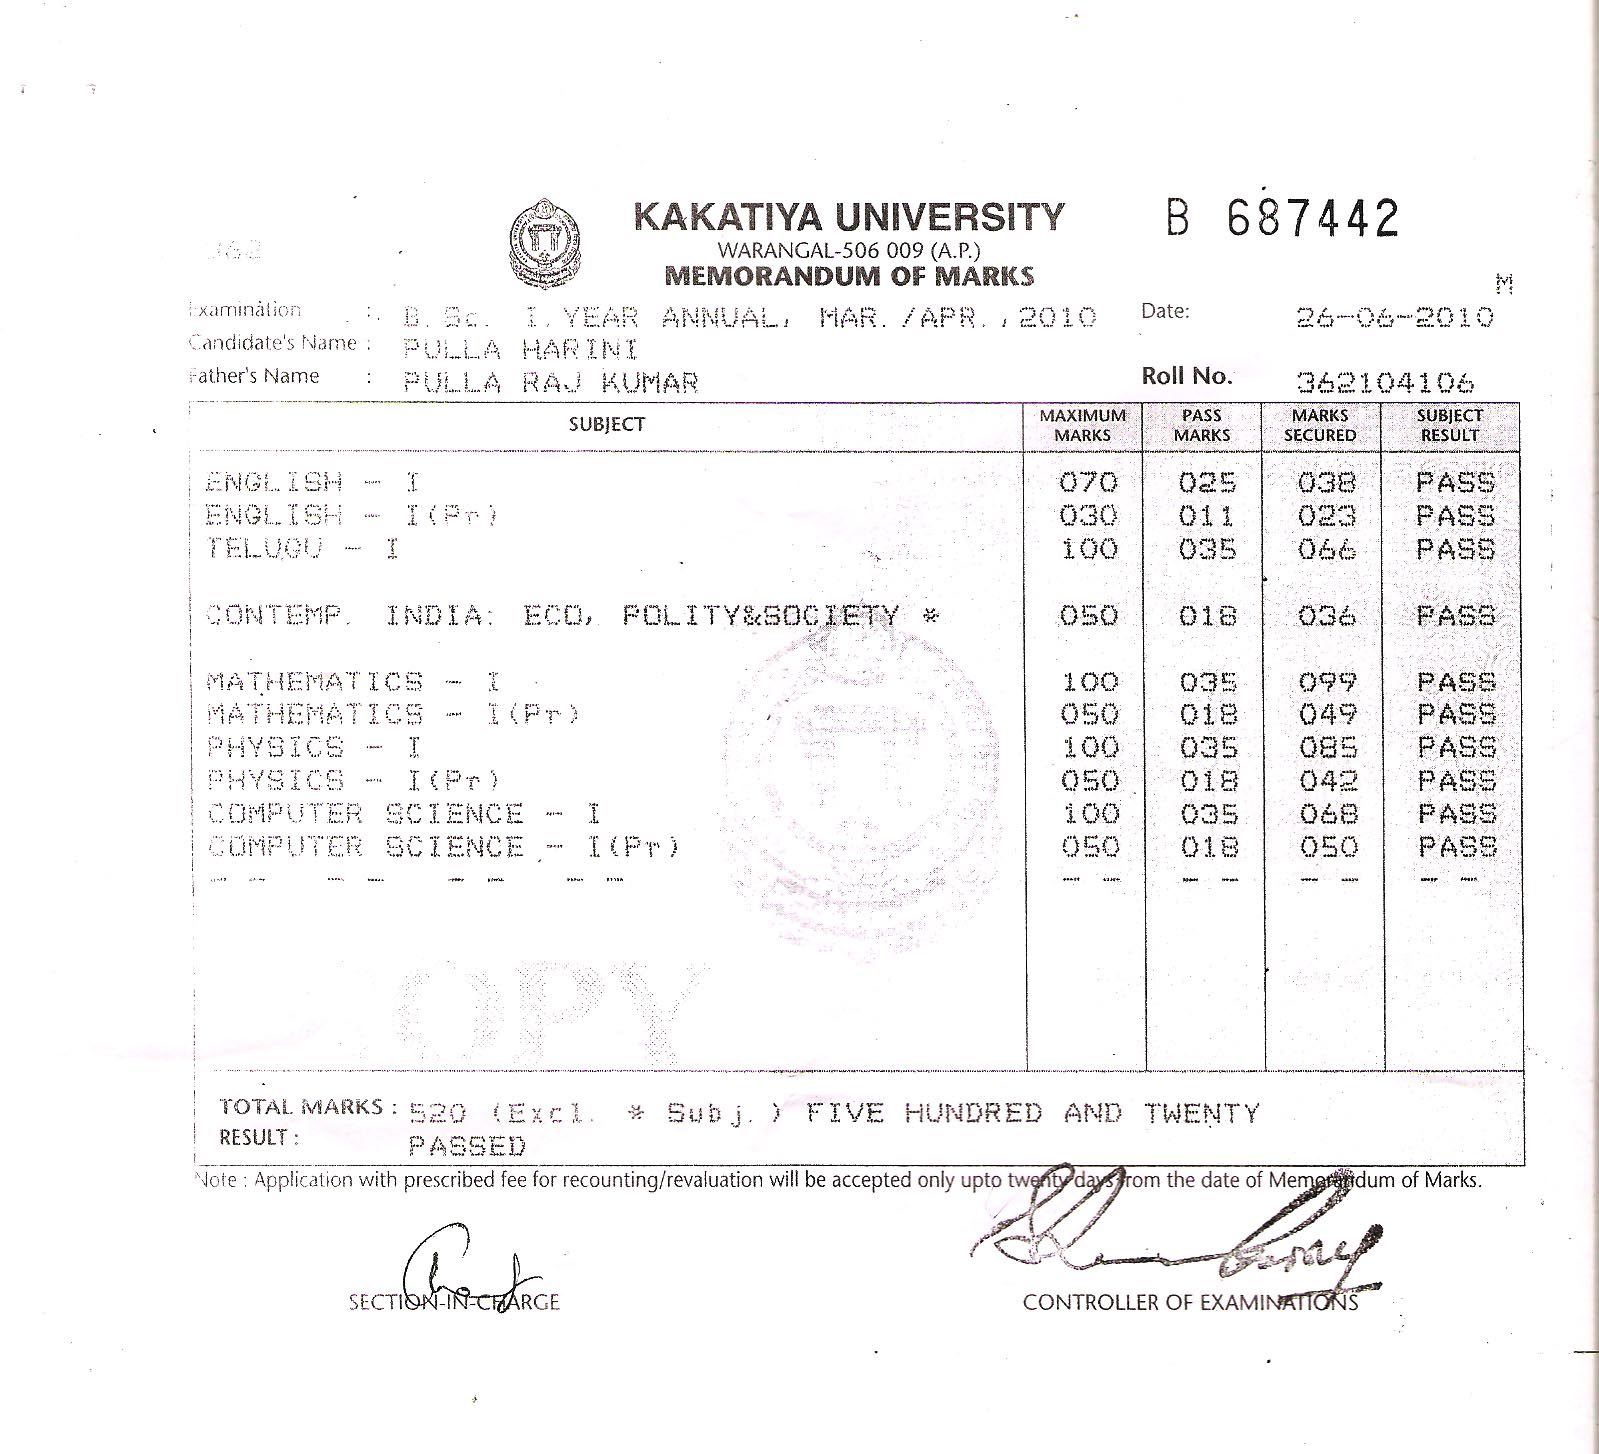 KAKATIYA UNIVERSITY
B 687442
WARANGAL-506 009 (A.P.)
MEMORANDUM OF MARKS
M
Examination : B.Sc. I.YEAR ANNUAL, MAR./APR.,2010 Date: 26-06-2010
Candidate's Name : PULLA HARINI
Father's Name : PULLA RAJ KUMAR Roll No. 362104106
SUBJECT MAXIMUM MARKS PASS MARKS MARKS SECURED SUBJECT RESULT
ENGLISH - I 070 025 038 PASS
ENGLISH - I(Pr) 030 011 023 PASS
TELUGU - I 100 035 066 PASS
CONTEMP. INDIA: ECO, POLITY&SOCIETY * 050 018 036 PASS
MATHEMATICS - I 100 035 099 PASS
MATHEMATICS - I(Pr) 050 018 049 PASS
PHYSICS - I 100 035 085 PASS
PHYSICS - I(Pr) 050 018 042 PASS
COMPUTER SCIENCE - I 100 035 068 PASS
COMPUTER SCIENCE - I(Pr) 050 018 050 PASS
OPY
TOTAL MARKS : 520 (Excl. * Subj.) FIVE HUNDRED AND TWENTY
RESULT : PASSED
Note : Application with prescribed fee for recounting/revaluation will be accepted only upto twenty days from the date of Memorandum of Marks.
SECTION-IN-CHARGE CONTROLLER OF EXAMINATIONS